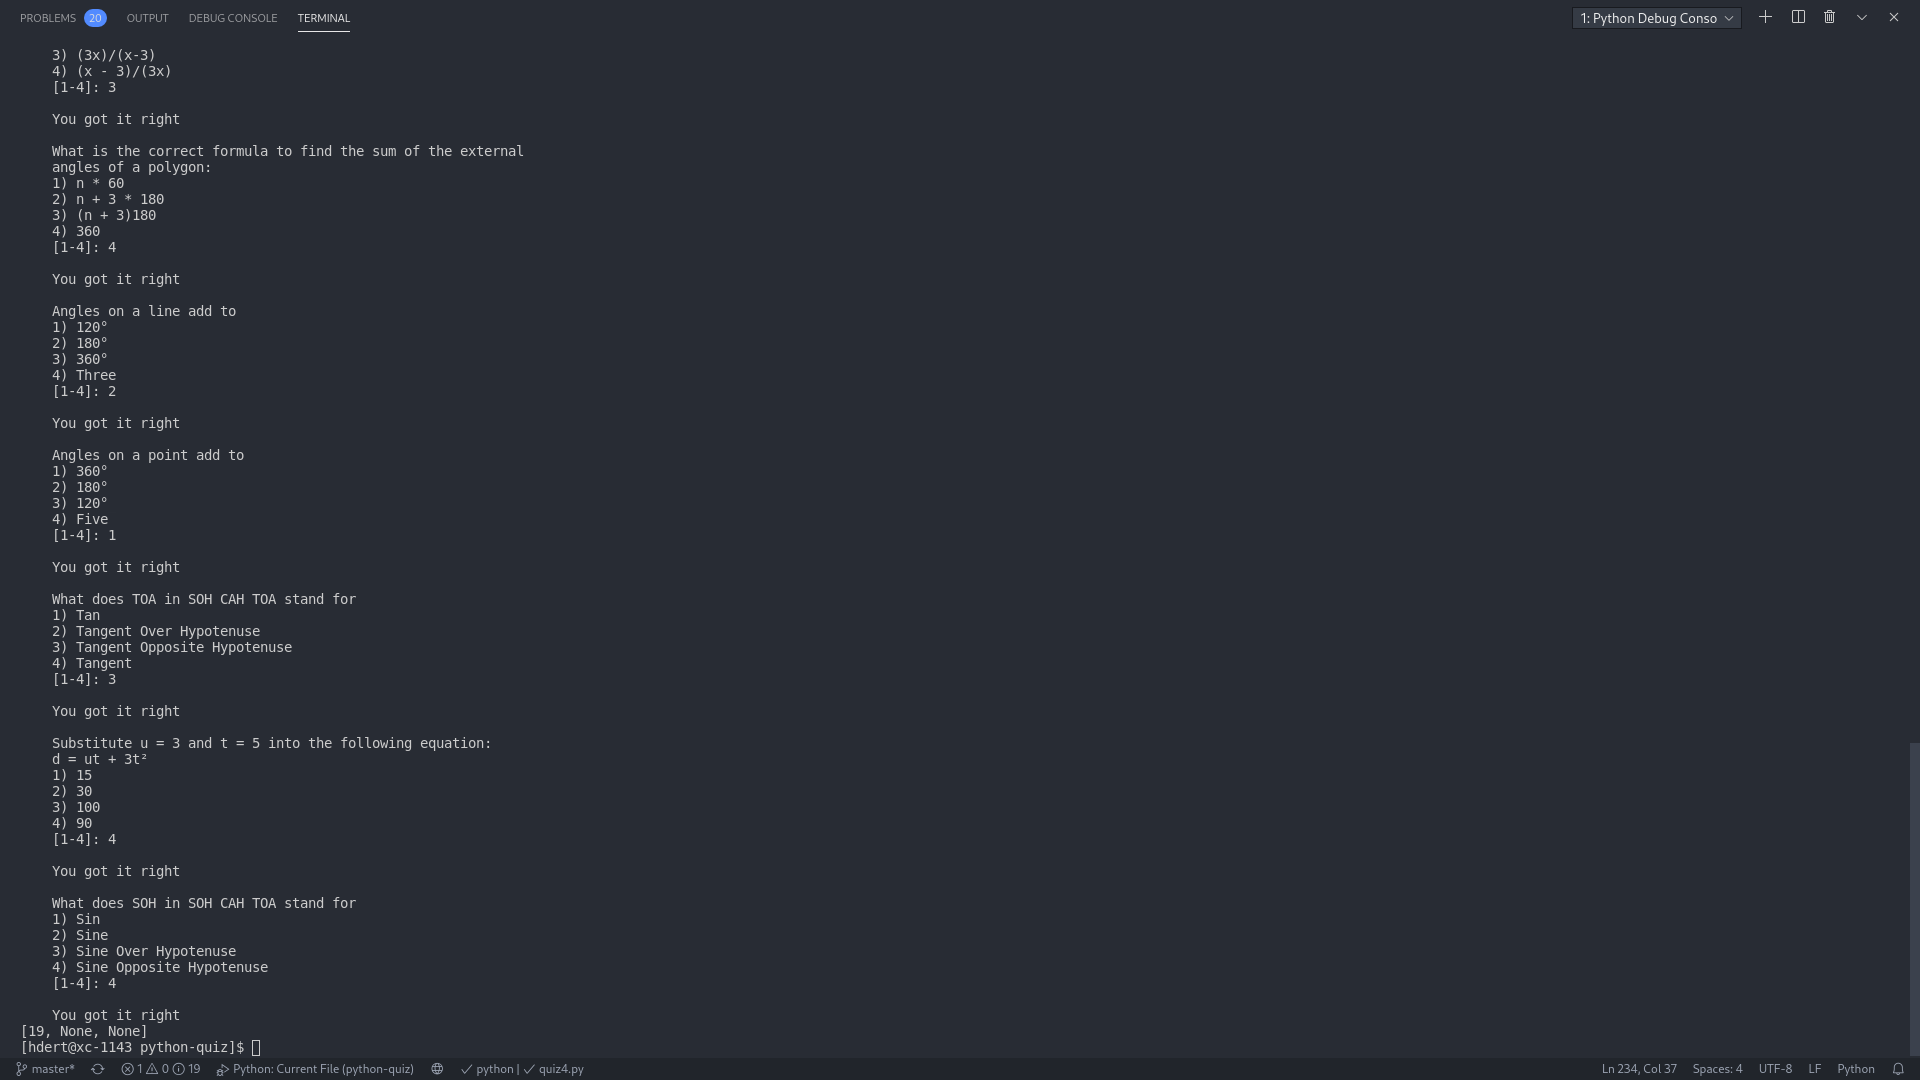 PROBLEMS 20 OUTPUT DEBUG CONSOLE TERMINAL 1: Python Debug Conso
3) (3x)/(x-3)
4) (x - 3)/(3x)
[1-4]: 3
You got it right
What is the correct formula to find the sum of the external
angles of a polygon:
1) n * 60
2) n + 3 * 180
3) (n + 3)180
4) 360
[1-4]: 4
You got it right
Angles on a line add to
1) 120°
2) 180°
3) 360°
4) Three
[1-4]: 2
You got it right
Angles on a point add to
1) 360°
2) 180°
3) 120°
4) Five
[1-4]: 1
You got it right
What does TOA in SOH CAH TOA stand for
1) Tan
2) Tangent Over Hypotenuse
3) Tangent Opposite Hypotenuse
4) Tangent
[1-4]: 3
You got it right
Substitute u = 3 and t = 5 into the following equation:
d = ut + 3t²
1) 15
2) 30
3) 100
4) 90
[1-4]: 4
You got it right
What does SOH in SOH CAH TOA stand for
1) Sin
2) Sine
3) Sine Over Hypotenuse
4) Sine Opposite Hypotenuse
[1-4]: 4
You got it right
[19, None, None]
[hdert@xc-1143 python-quiz]$
master* 1 0 19 Python: Current File (python-quiz) python | quiz4.py Ln 234, Col 37 Spaces: 4 UTF-8 LF Python